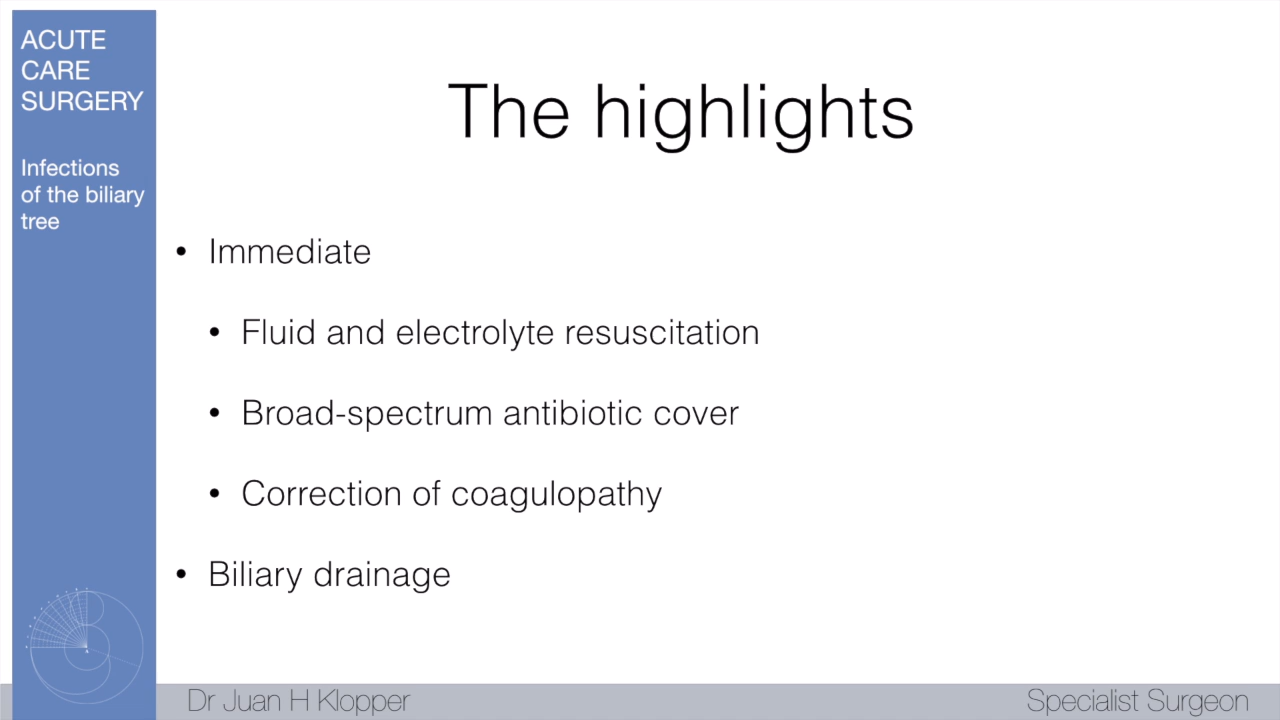 ACUTE
CARE
SURGERY
Infections
of the biliary
tree
The highlights
• Immediate
• Fluid and electrolyte resuscitation
• Broad-spectrum antibiotic cover
• Correction of coagulopathy
• Biliary drainage
Dr Juan H Klopper
Specialist Surgeon